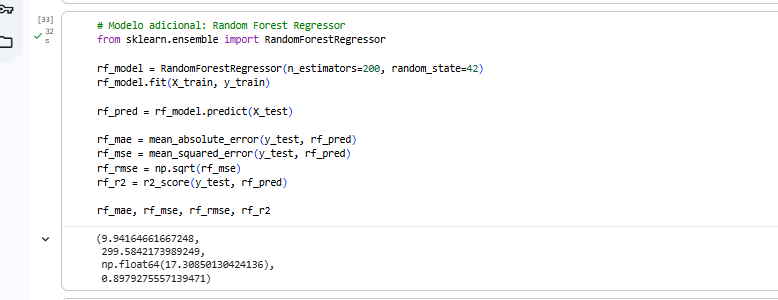 [33]
32
s
# Modelo adicional: Random Forest Regressor
from sklearn.ensemble import RandomForestRegressor
rf_model = RandomForestRegressor(n_estimators=200, random_state=42)
rf_model.fit(X_train, y_train)
rf_pred = rf_model.predict(X_test)
rf_mae = mean_absolute_error(y_test, rf_pred)
rf_mse = mean_squared_error(y_test, rf_pred)
rf_rmse = np.sqrt(rf_mse)
rf_r2 = r2_score(y_test, rf_pred)
rf_mae, rf_mse, rf_rmse, rf_r2
(9.94164661667248,
299.5842173989249,
np.float64(17.30850130424136),
0.8979275557139471)